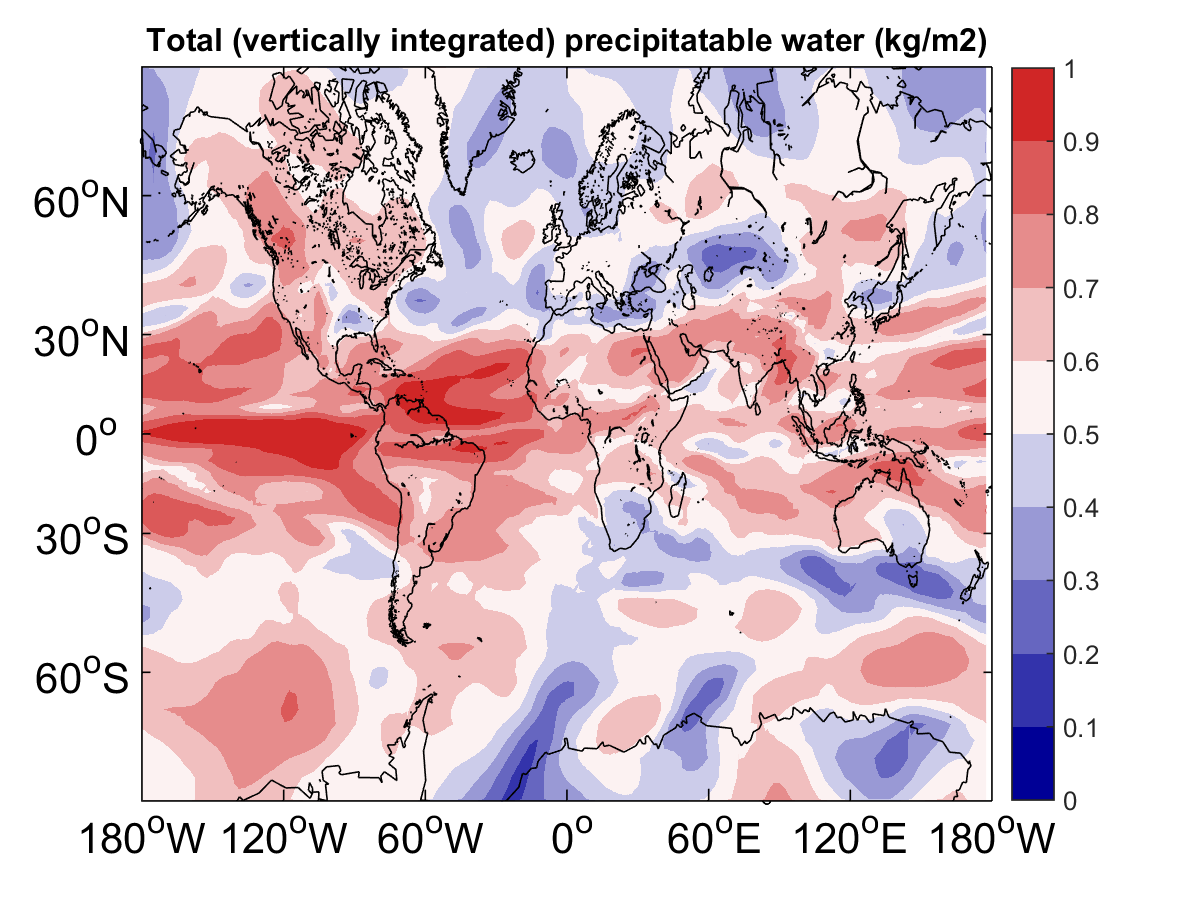 Total (vertically integrated) precipitatable water (kg/m2)
1
0.9
0.8
0.7
0.6
0.5
0.4
0.3
0.2
0.1
0
60°N
30°N
0°
30°S
60°S
180°W 120°W 60°W 0° 60°E 120°E 180°W